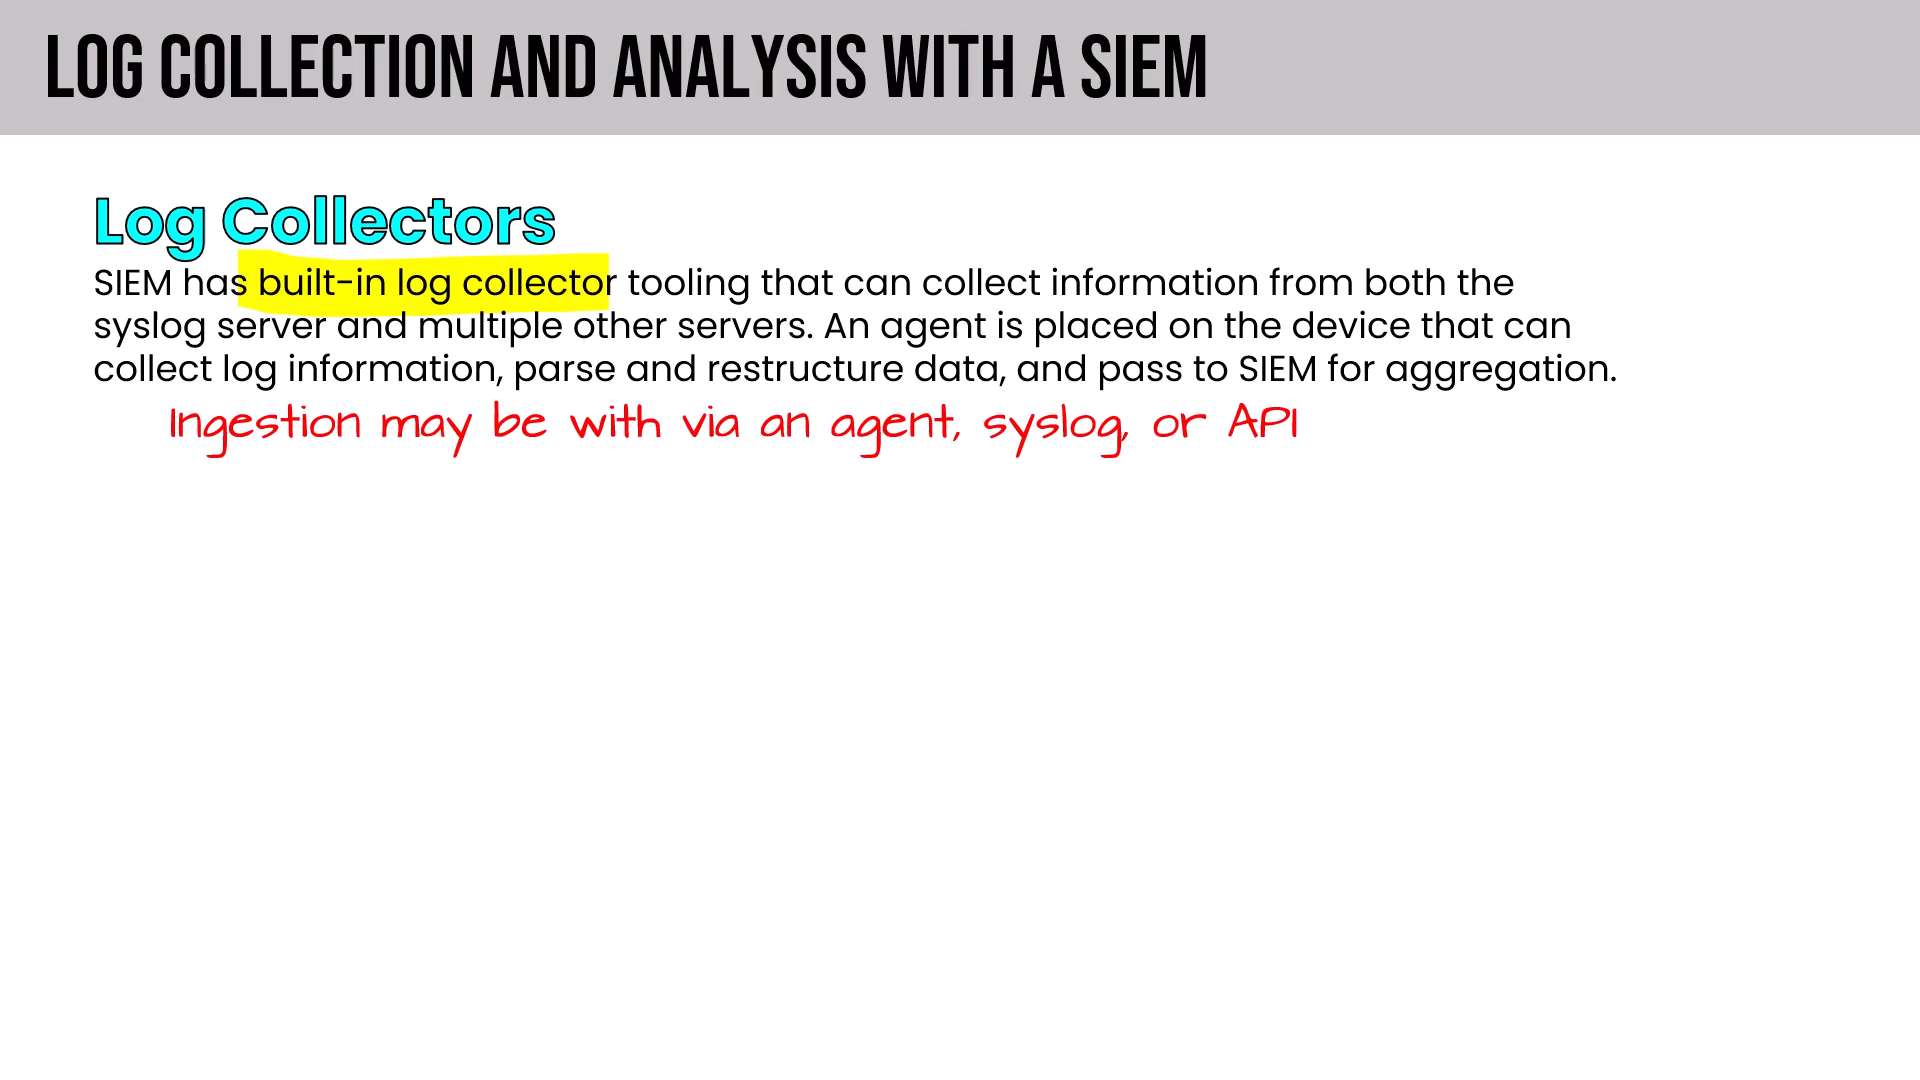 LOG COLLECTION AND ANALYSIS WITH A SIEM
Log Collectors
SIEM has built-in log collector tooling that can collect information from both the
syslog server and multiple other servers. An agent is placed on the device that can
collect log information, parse and restructure data, and pass to SIEM for aggregation.
Ingestion may be with via an agent, syslog, or API